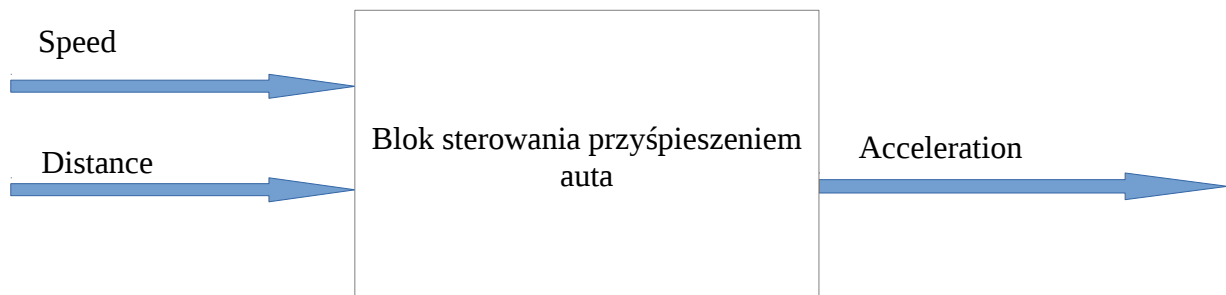 Speed
Distance
Blok sterowania przyśpieszeniem
auta
Acceleration